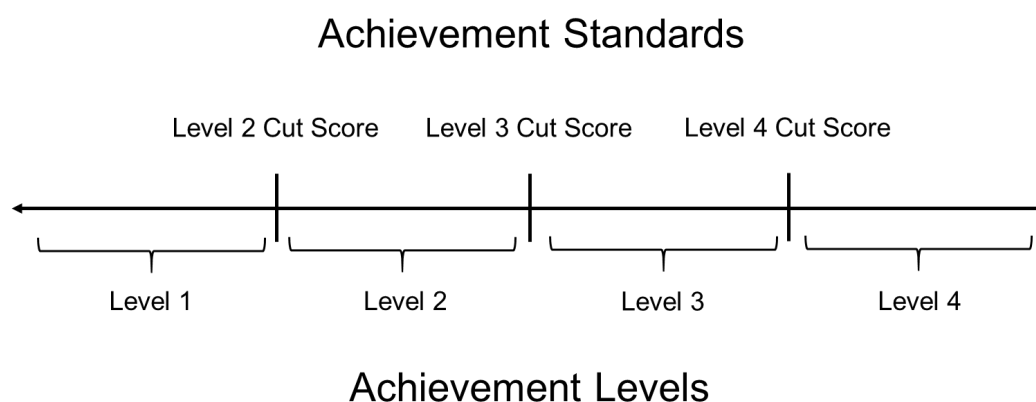 Achievement Standards
Level 2 Cut Score Level 3 Cut Score Level 4 Cut Score
Level 1 Level 2 Level 3 Level 4
Achievement Levels